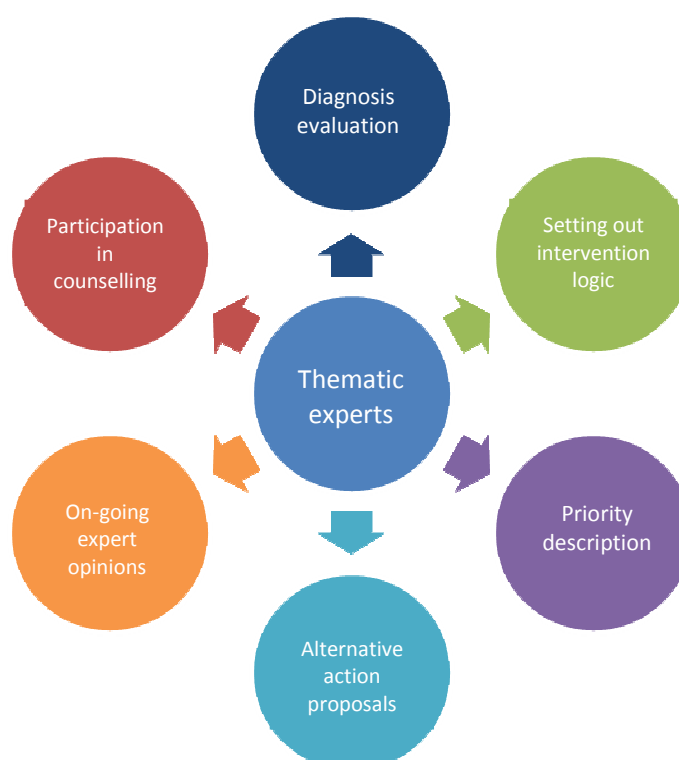 Diagnosis
evaluation
Participation
in
counselling
Setting out
intervention
logic
Thematic
experts
On-going
expert
opinions
Priority
description
Alternative
action
proposals